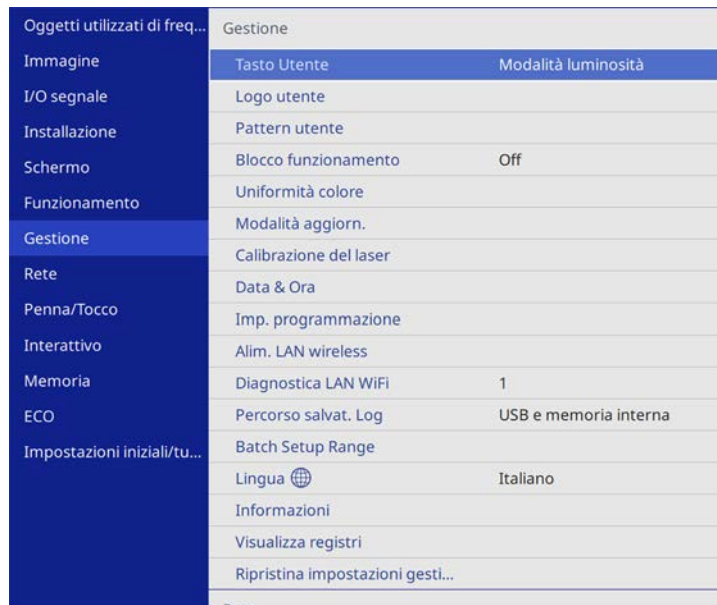 Oggetti utilizzati di freq...
Immagine
I/O segnale
Installazione
Schermo
Funzionamento
Gestione
Rete
Penna/Tocco
Interattivo
Memoria
ECO
Impostazioni iniziali/tu...
Gestione
Tasto Utente Modalità luminosità
Logo utente
Pattern utente
Blocco funzionamento Off
Uniformità colore
Modalità aggiorn.
Calibrazione del laser
Data & Ora
Imp. programmazione
Alim. LAN wireless
Diagnostica LAN WiFi 1
Percorso salvat. Log USB e memoria interna
Batch Setup Range
Lingua Italiano
Informazioni
Visualizza registri
Ripristina impostazioni gesti...